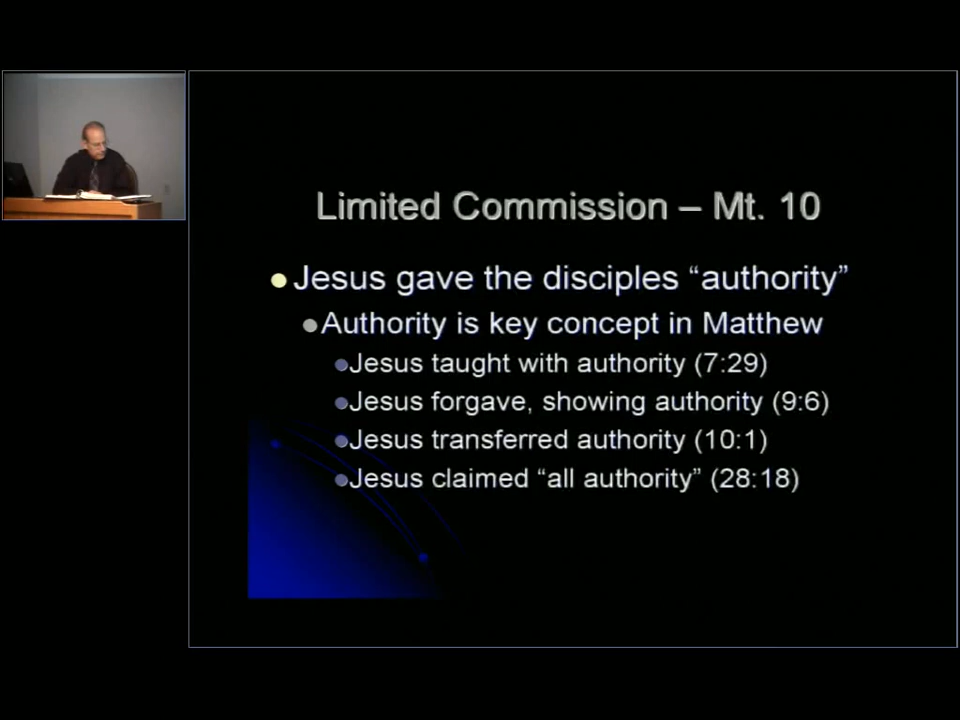 Limited Commission – Mt. 10
Jesus gave the disciples “authority”
Authority is key concept in Matthew
Jesus taught with authority (7:29)
Jesus forgave, showing authority (9:6)
Jesus transferred authority (10:1)
Jesus claimed “all authority” (28:18)